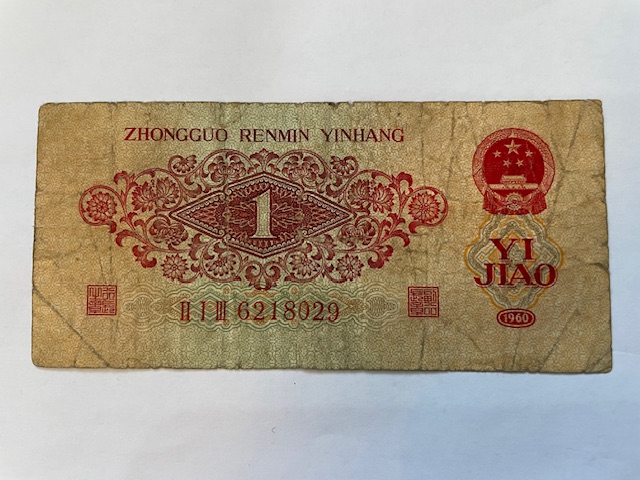 ZHONGGUO RENMIN YINHANG
1
YI
JIAO
II I III 6218029
1960